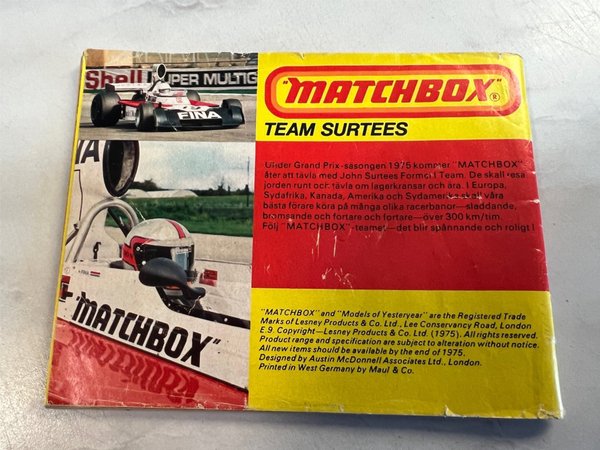 Shell SUPER MULTIG
FINA
"MATCHBOX"®
TEAM SURTEES
Under Grand Prix-säsongen 1975 kommer "MATCHBOX"
åter att tävla med John Surtees Formel I Team. De skall resa
jorden runt och tävla om lagerkransar och ära. I Europa,
Sydafrika, Kanada, Amerika och Sydamerika skall våra
bästa förare köra på många olika racerbanor—sladdande,
bromsande och fortare och fortare—över 300 km/tim.
Följ "MATCHBOX"-teamet—det blir spännande och roligt!
"MATCHBOX"
"MATCHBOX" and "Models of Yesteryear" are the Registered Trade
Marks of Lesney Products & Co. Ltd., Lee Conservancy Road, London
E.9. Copyright—Lesney Products & Co. Ltd. (1975). All rights reserved.
Product range and specification are subject to alteration without notice.
All new items should be available by the end of 1975.
Designed by Austin McDonnell Associates Ltd., London.
Printed in West Germany by Maul & Co.